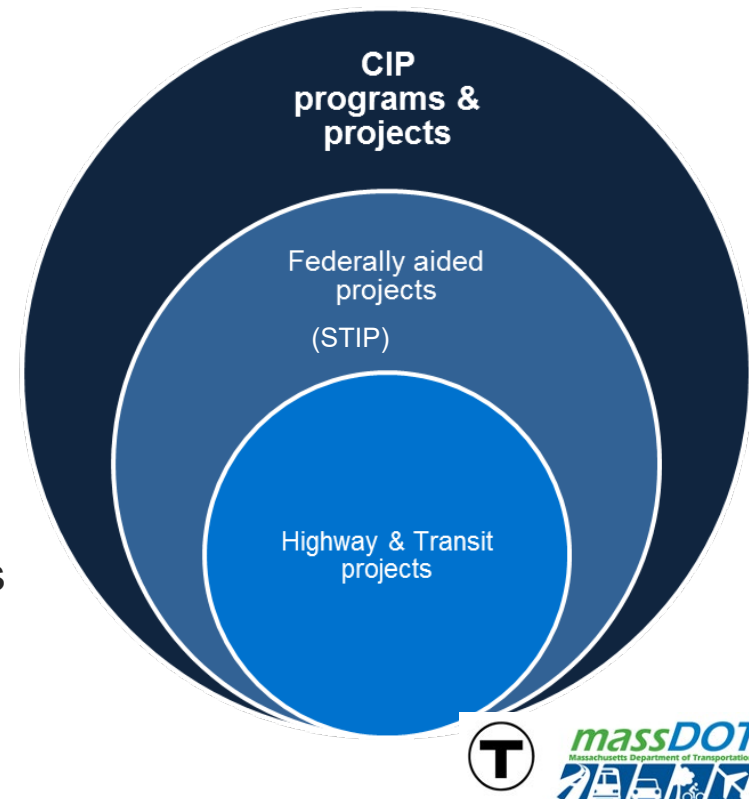 CIP
programs &
projects
Federally aided
projects
(STIP)
Highway & Transit
projects
s
T
massDOT
Massachusetts Department of Transportation